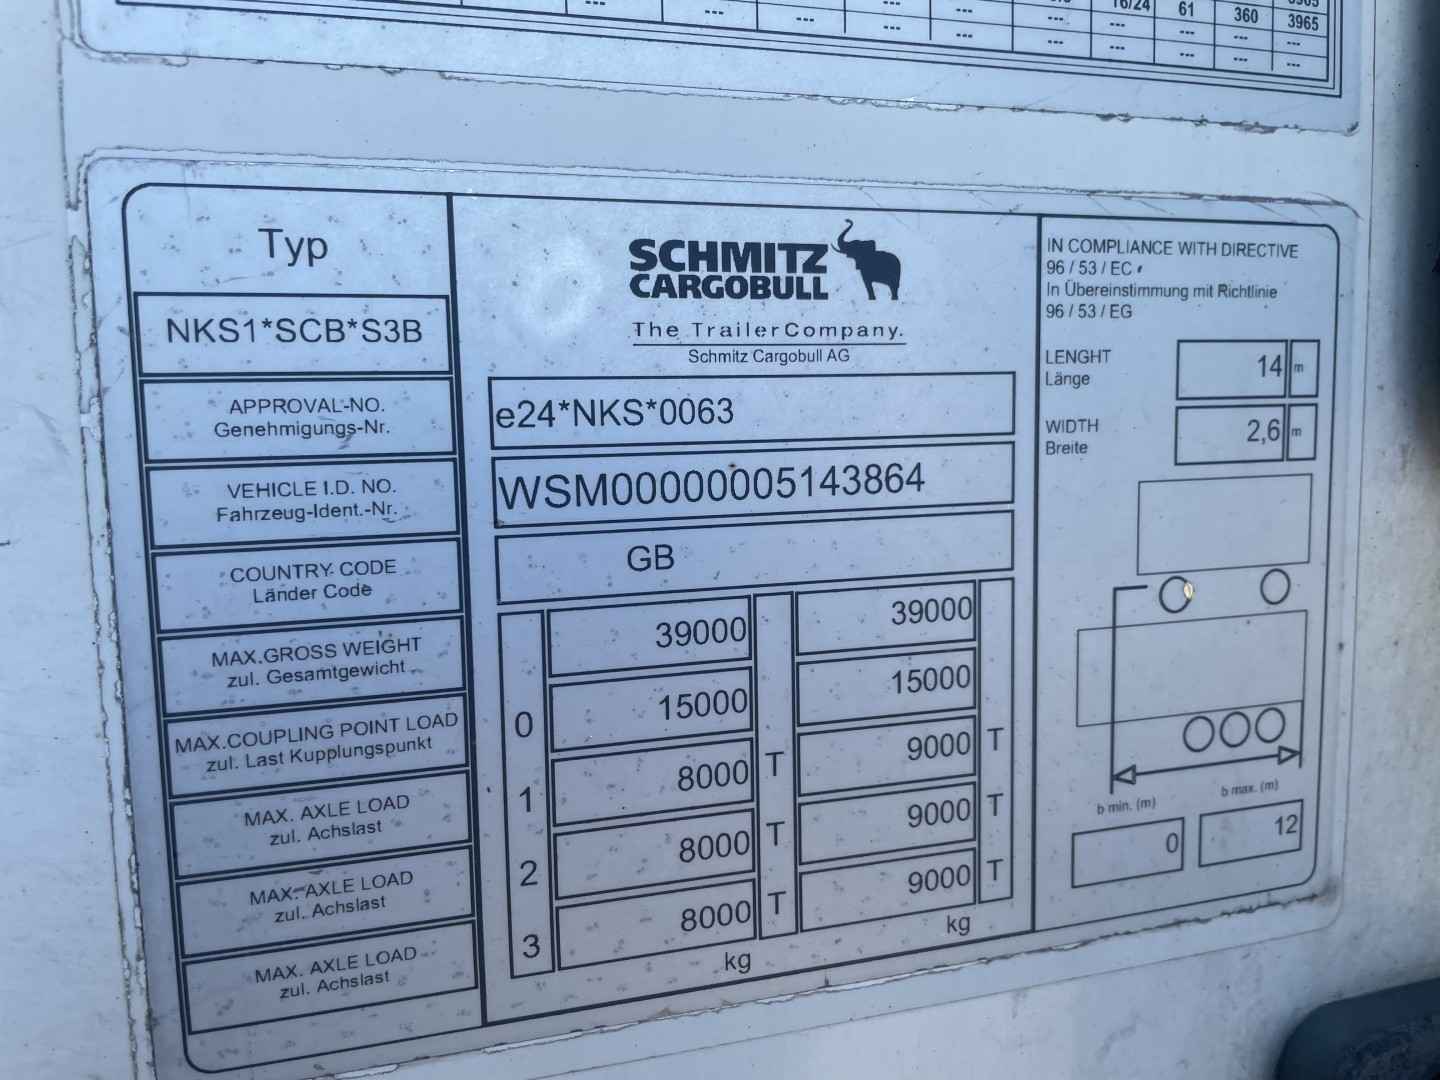 --- --- --- --- --- --- 16/24 61 360 3965
--- --- --- --- --- --- --- ---
--- --- --- ---
Typ
NKS1*SCB*S3B
APPROVAL-NO.
Genehmigungs-Nr.
VEHICLE I.D. NO.
Fahrzeug-Ident.-Nr.
COUNTRY CODE
Länder Code
MAX.GROSS WEIGHT
zul. Gesamtgewicht
MAX.COUPLING POINT LOAD
zul. Last Kupplungspunkt
MAX. AXLE LOAD
zul. Achslast
MAX. AXLE LOAD
zul. Achslast
MAX. AXLE LOAD
zul. Achslast
SCHMITZ
CARGOBULL
The Trailer Company.
Schmitz Cargobull AG
e24*NKS*0063
WSM00000005143864
GB
39000 39000
0 15000 15000
1 8000 T 9000 T
2 8000 T 9000 T
3 8000 T 9000 T
kg kg
IN COMPLIANCE WITH DIRECTIVE
96 / 53 / EC
In Übereinstimmung mit Richtlinie
96 / 53 / EG
LENGHT
Länge
14 m
WIDTH
Breite
2,6 m
b min. (m) b max. (m)
0 12